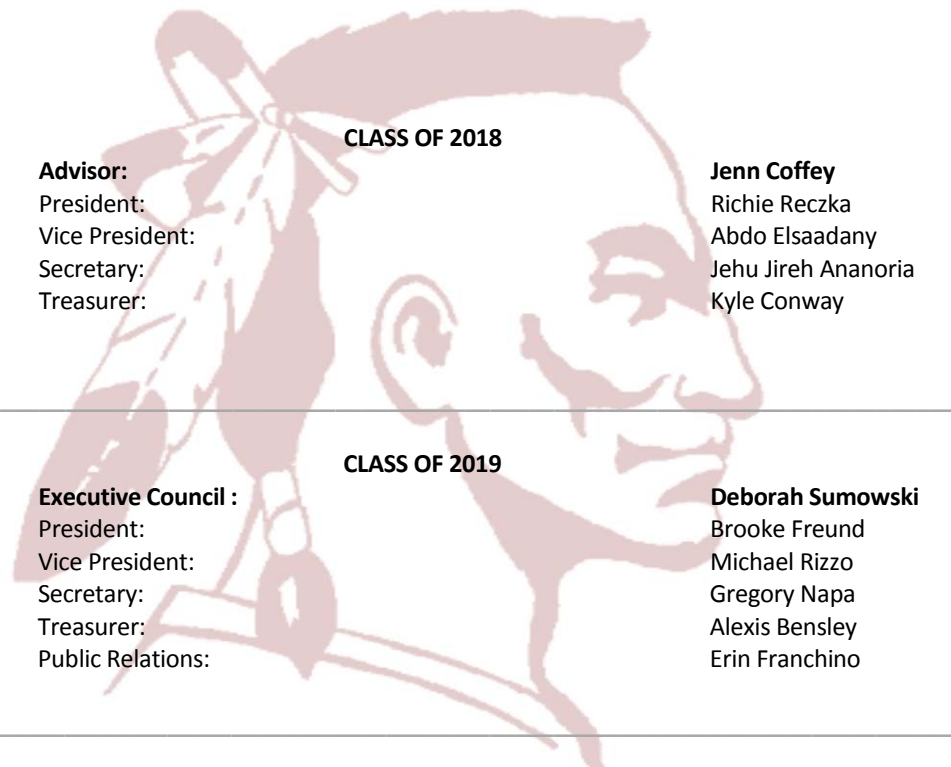 CLASS OF 2018
Advisor: Jenn Coffey
President: Richie Reczka
Vice President: Abdo Elsaadany
Secretary: Jehu Jireh Ananoria
Treasurer: Kyle Conway
CLASS OF 2019
Executive Council : Deborah Sumowski
President: Brooke Freund
Vice President: Michael Rizzo
Secretary: Gregory Napa
Treasurer: Alexis Bensley
Public Relations: Erin Franchino